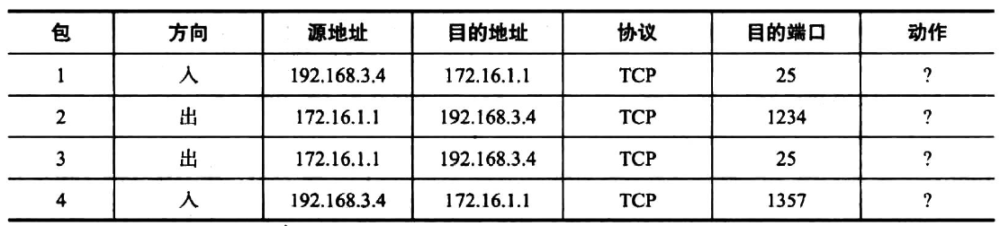 包 方向 源地址 目的地址 协议 目的端口 动作
1 入 192.168.3.4 172.16.1.1 TCP 25 ?
2 出 172.16.1.1 192.168.3.4 TCP 1234 ?
3 出 172.16.1.1 192.168.3.4 TCP 25 ?
4 入 192.168.3.4 172.16.1.1 TCP 1357 ?